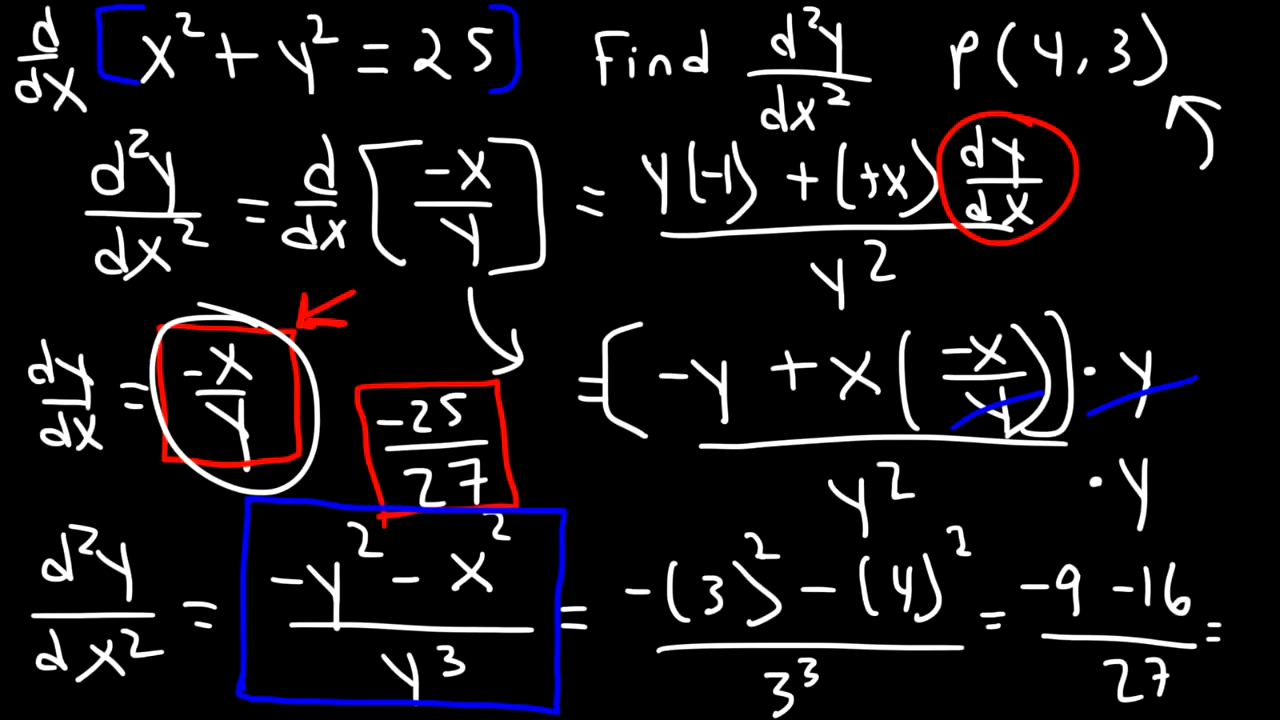 d/dx [x² + y² = 25] Find d²y/dx² P(4,3)
d²y/dx² = d/dx [-x/y] = (y(-1) + (+x) dy/dx)/y²
dy/dx = -x/y -25/27 = [-y + x(-x/y)] · y / y² · y
d²y/dx² = (-y² - x²)/y³ = (-(3)² - (4)²)/3³ = (-9 -16)/27 =